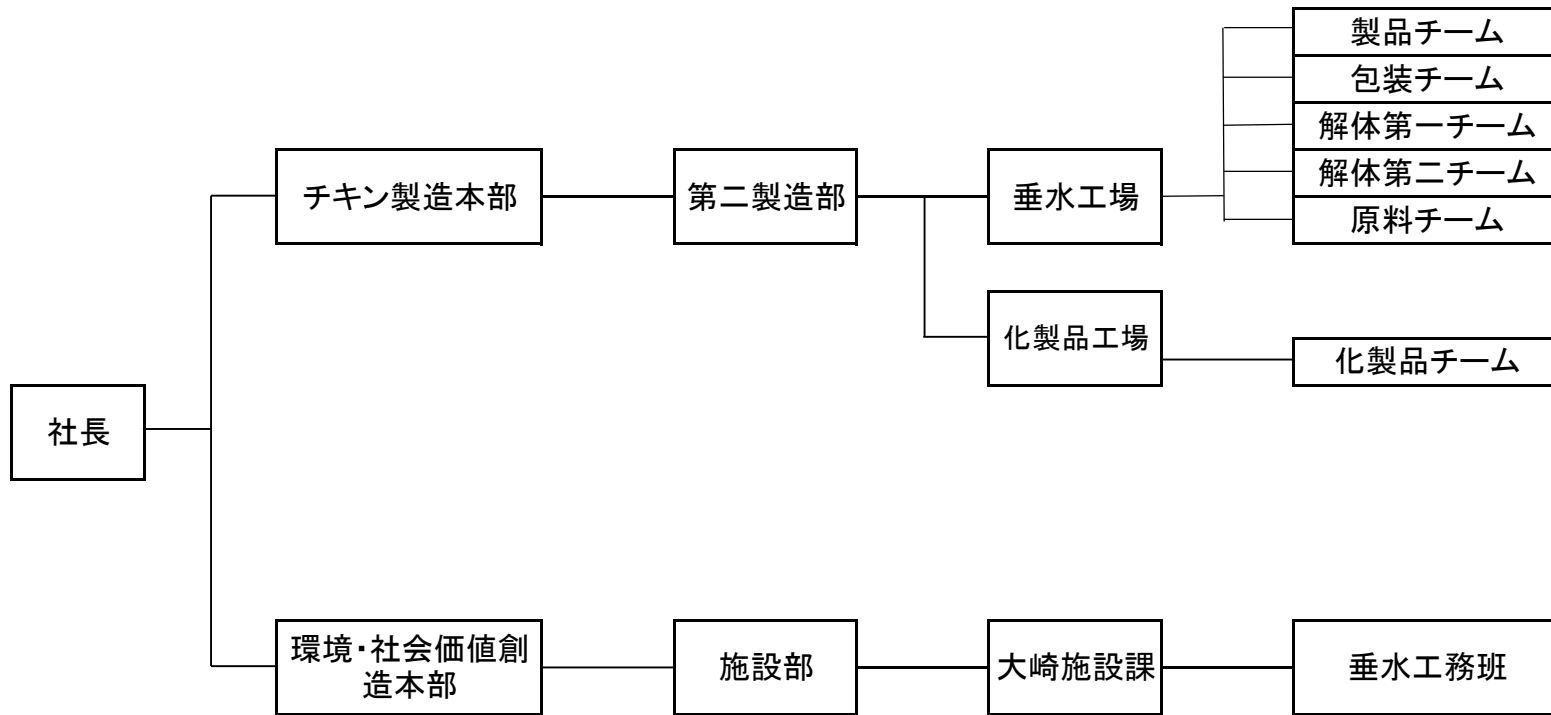 製品チーム
包装チーム
解体第一チーム
解体第二チーム
原料チーム
チキン製造本部
第二製造部
垂水工場
化製品工場
化製品チーム
社長
環境・社会価値創
造本部
施設部
大崎施設課
垂水工務班